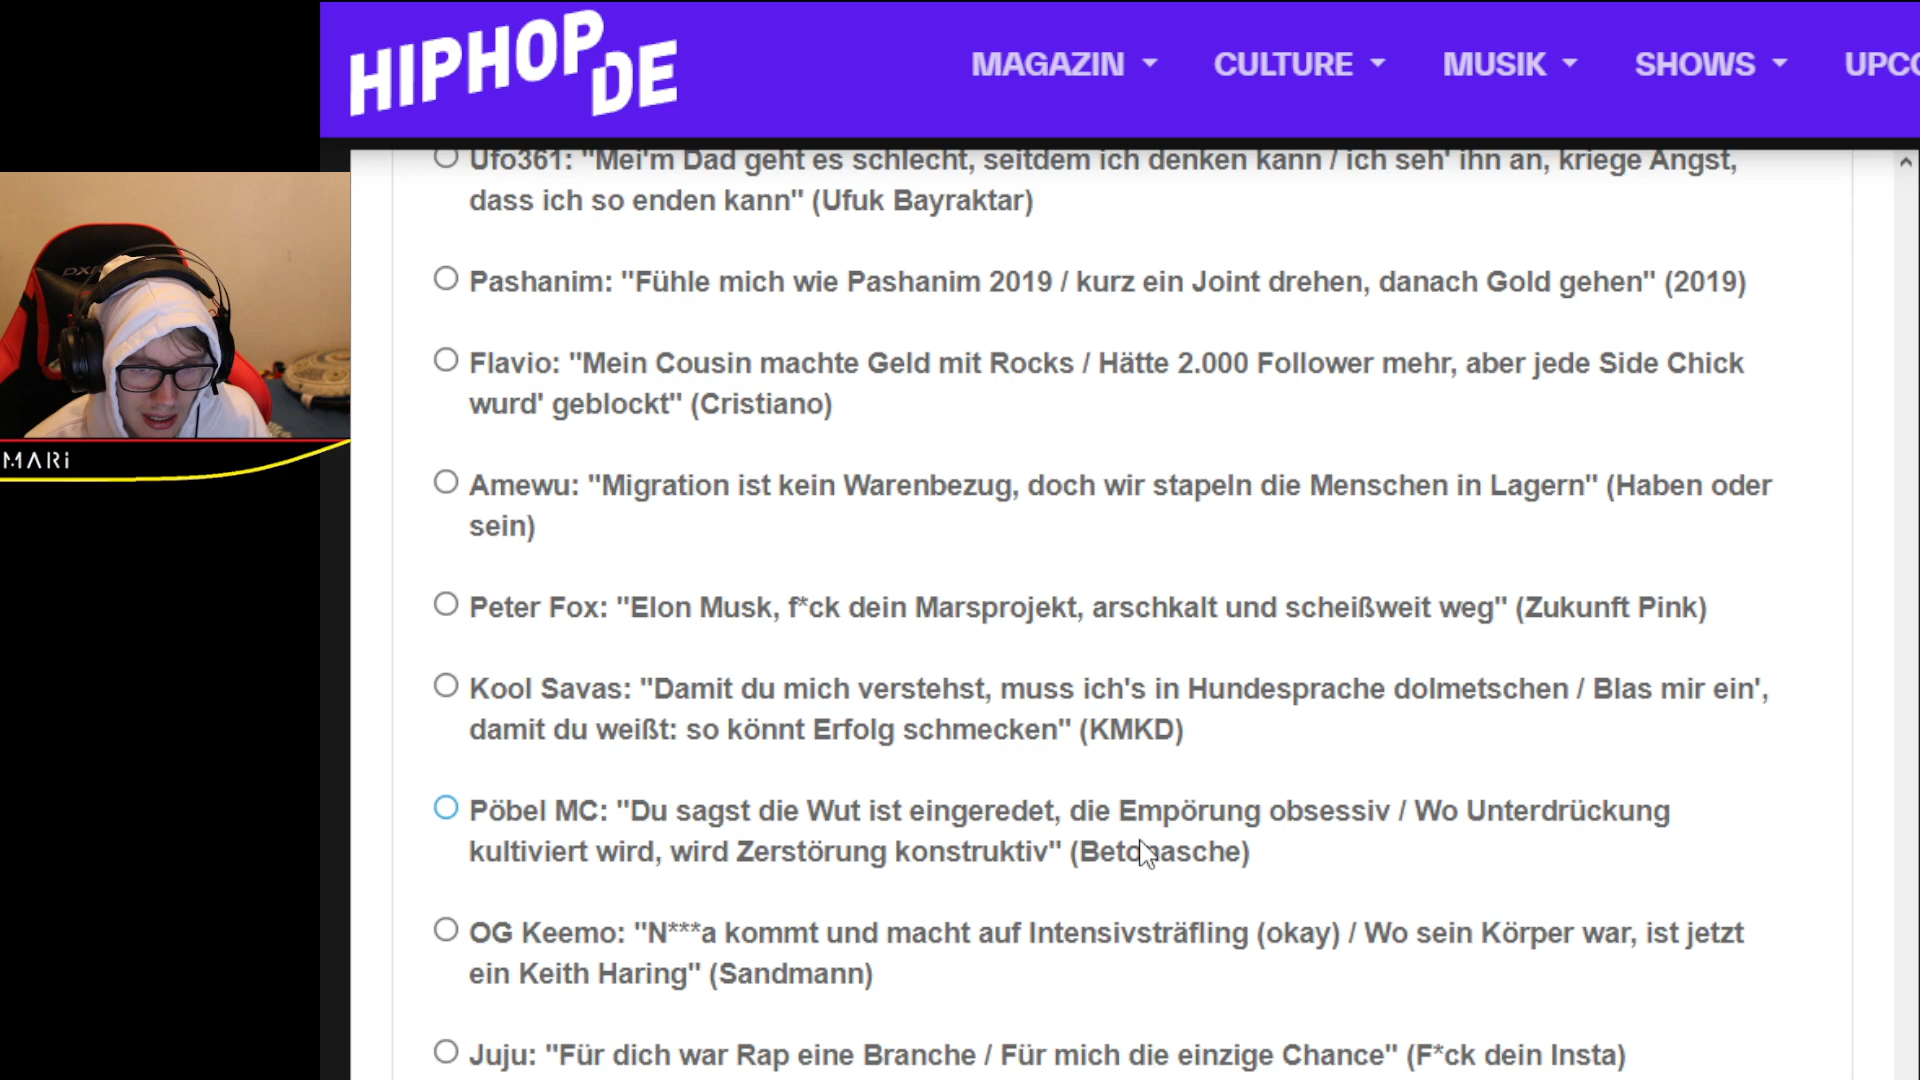 HIPHOP.DE
MAGAZIN
CULTURE
MUSIK
SHOWS
UPCO
Ufo361: "Mei'm Dad geht es schlecht, seitdem ich denken kann / ich seh' ihn an, kriege Angst,
dass ich so enden kann" (Ufuk Bayraktar)
Pashanim: "Fühle mich wie Pashanim 2019 / kurz ein Joint drehen, danach Gold gehen" (2019)
Flavio: "Mein Cousin machte Geld mit Rocks / Hätte 2.000 Follower mehr, aber jede Side Chick
wurd' geblockt" (Cristiano)
Amewu: "Migration ist kein Warenbezug, doch wir stapeln die Menschen in Lagern" (Haben oder
sein)
Peter Fox: "Elon Musk, f*ck dein Marsprojekt, arschkalt und scheißweit weg" (Zukunft Pink)
Kool Savas: "Damit du mich verstehst, muss ich's in Hundesprache dolmetschen / Blas mir ein',
damit du weißt: so könnt Erfolg schmecken" (KMKD)
Pöbel MC: "Du sagst die Wut ist eingeredet, die Empörung obsessiv / Wo Unterdrückung
kultiviert wird, wird Zerstörung konstruktiv" (Betonasche)
OG Keemo: "N***a kommt und macht auf Intensivsträfling (okay) / Wo sein Körper war, ist jetzt
ein Keith Haring" (Sandmann)
Juju: "Für dich war Rap eine Branche / Für mich die einzige Chance" (F*ck dein Insta)
MARi